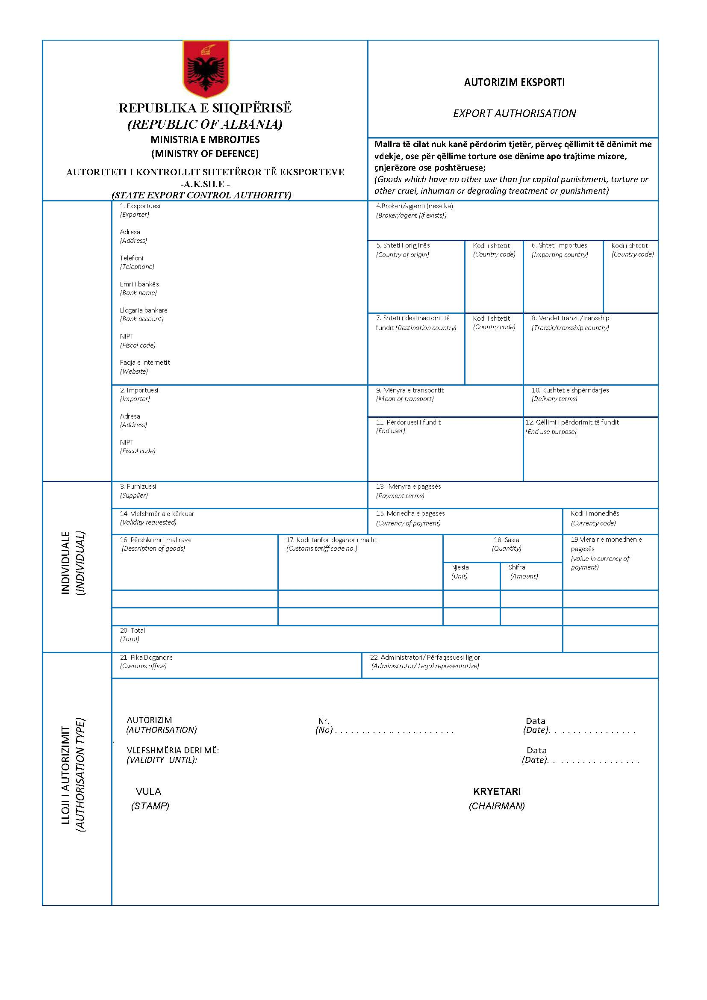 REPUBLIKA E SHQIPËRISË
(REPUBLIC OF ALBANIA)
MINISTRIA E MBROJTJES
(MINISTRY OF DEFENCE)
AUTORITETI I KONTROLLIT SHTETËROR TË EKSPORTEVE
-A.K.SH.E -
(STATE EXPORT CONTROL AUTHORITY)
AUTORIZIM EKSPORTI
EXPORT AUTHORISATION
Mallra të cilat nuk kanë përdorim tjetër, përveç qëllimit të dënimit me
vdekje, ose për qëllime torture ose dënime apo trajtime mizore,
çnjerëzore ose poshtëruese;
(Goods which have no other use than for capital punishment, torture or
other cruel, inhuman or degrading treatment or punishment)
1. Eksportuesi
(Exporter)
Adresa
(Address)
Telefoni
(Telephone)
Emri i bankës
(Bank name)
Llogaria bankare
(Bank account)
NIPT
(Fiscal code)
Faqja e internetit
(Website)
4.Brokeri/agjenti (nëse ka)
(Broker/agent (if exists))
5. Shteti i origjinës
(Country of origin)
Kodi i shtetit
(Country code)
6. Shteti Importues
(Importing country)
Kodi i shtetit
(Country code)
7. Shteti i destinacionit të
fundit (Destination country)
Kodi i shtetit
(Country code)
8. Vendet tranzit/transship
(Transit/transship country)
2. Importuesi
(Importer)
Adresa
(Address)
NIPT
(Fiscal code)
9. Mënyra e transportit
(Mean of transport)
10. Kushtet e shpërndarjes
(Delivery terms)
11. Përdoruesi i fundit
(End user)
12. Qëllimi i përdorimit të fundit
(End use purpose)
INDIVIDUALE
(INDIVIDUAL)
3. Furnizuesi
(Supplier)
13. Mënyra e pagesës
(Payment terms)
14. Vlefshmëria e kërkuar
(Validity requested)
15. Monedha e pagesës
(Currency of payment)
Kodi i monedhës
(Currency code)
16. Përshkrimi i mallrave
(Description of goods)
17. Kodi tarifor doganor i mallit
(Customs tariff code no.)
18. Sasia
(Quantity)
Njesia
(Unit)
Shifra
(Amount)
19.Vlera në monedhën e
pagesës
(value in currency of
payment)
20. Totali
(Total)
LLOJI I AUTORIZIMIT
(AUTHORISATION TYPE)
21. Pika Doganore
(Customs office)
22. Administratori/ Përfaqesuesi ligjor
(Administrator/ Legal representative)
AUTORIZIM
(AUTHORISATION)
Nr.
(No) . . . . . . . . . . .. . . . . . . . . . . .
Data
(Date). . . . . . . . . . . . . . . . .
.
VLEFSHMËRIA DERI MË:
(VALIDITY UNTIL):
Data
(Date). . . . . . . . . . . . . . . . . .
VULA
(STAMP)
KRYETARI
(CHAIRMAN)